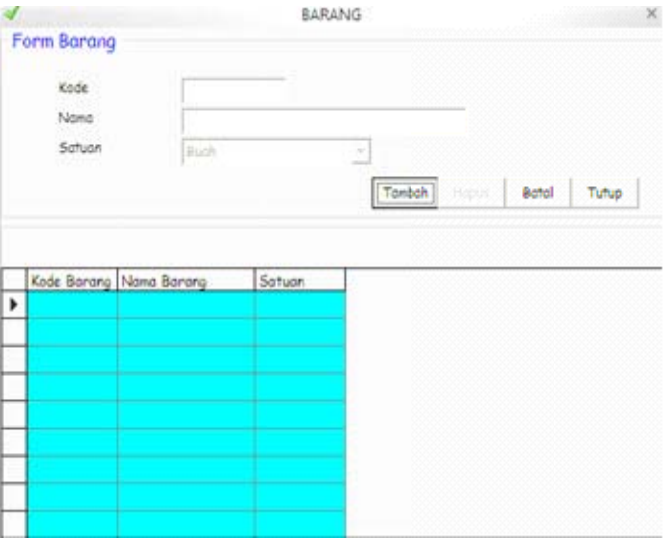 BARANG
Form Barang
Kode
Nama
Satuan Buah
Tambah Hapus Batal Tutup
Kode Barang Nama Barang Satuan